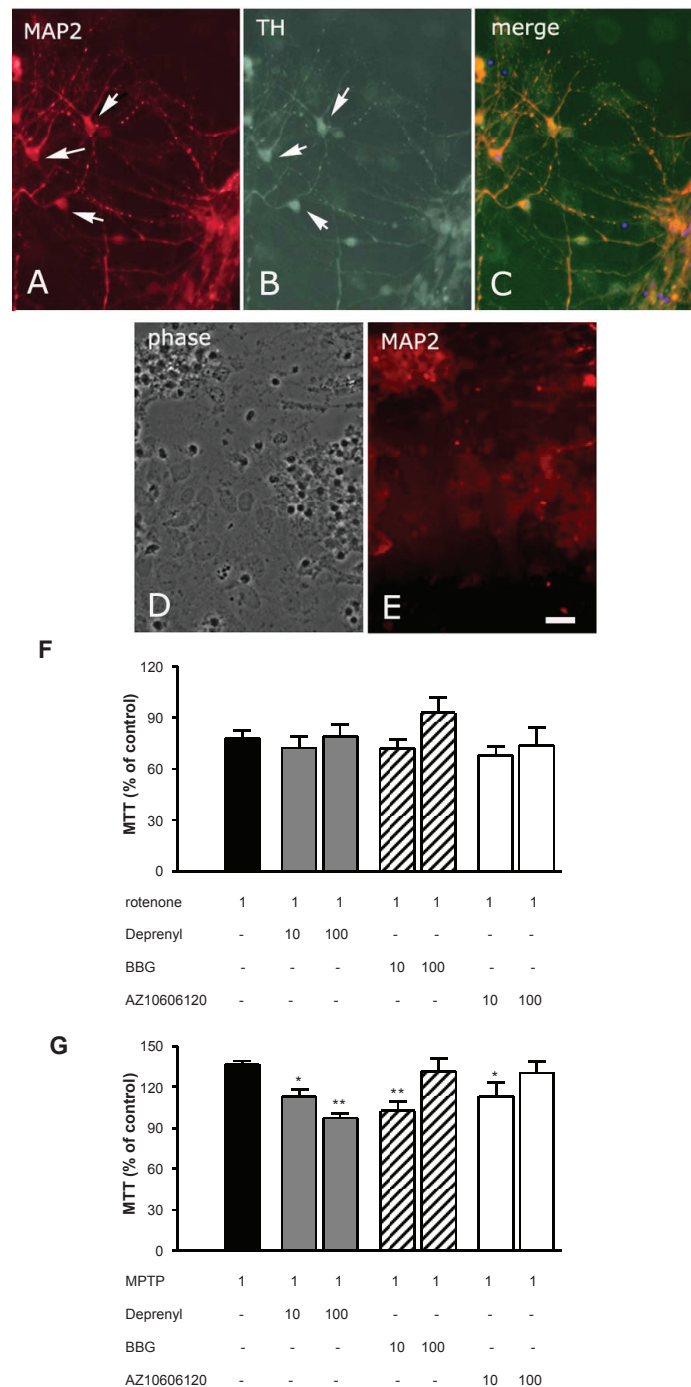 MAP2 TH merge
A B C
phase MAP2
D E
F
120
90
60
30
0
MTT (% of control)
rotenone 1 1 1 1 1 1 1
Deprenyl - 10 100 - - - -
BBG - - - 10 100 - -
AZ10606120 - - - - - 10 100
G
150
120
90
60
30
0
MTT (% of control)
* ** ** *
MPTP 1 1 1 1 1 1 1
Deprenyl - 10 100 - - - -
BBG - - - 10 100 - -
AZ10606120 - - - - - 10 100